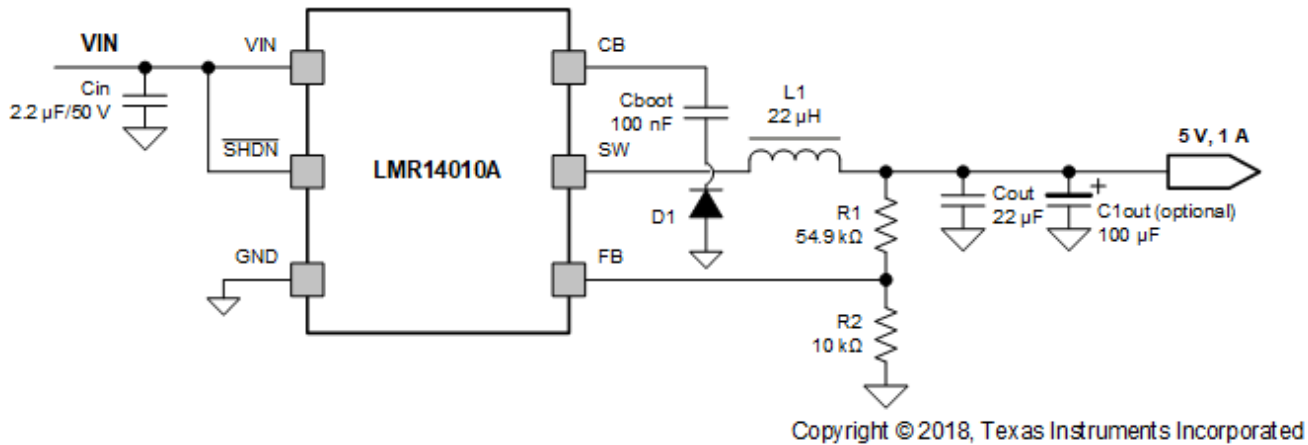 VIN
Cin
2.2 µF/50 V
VIN
SHDN
GND
LMR14010A
CB
SW
FB
Cboot
100 nF
D1
L1
22 µH
R1
54.9 kΩ
R2
10 kΩ
Cout
22 µF
+
C1out (optional)
100 µF
5 V, 1 A
Copyright © 2018, Texas Instruments Incorporated